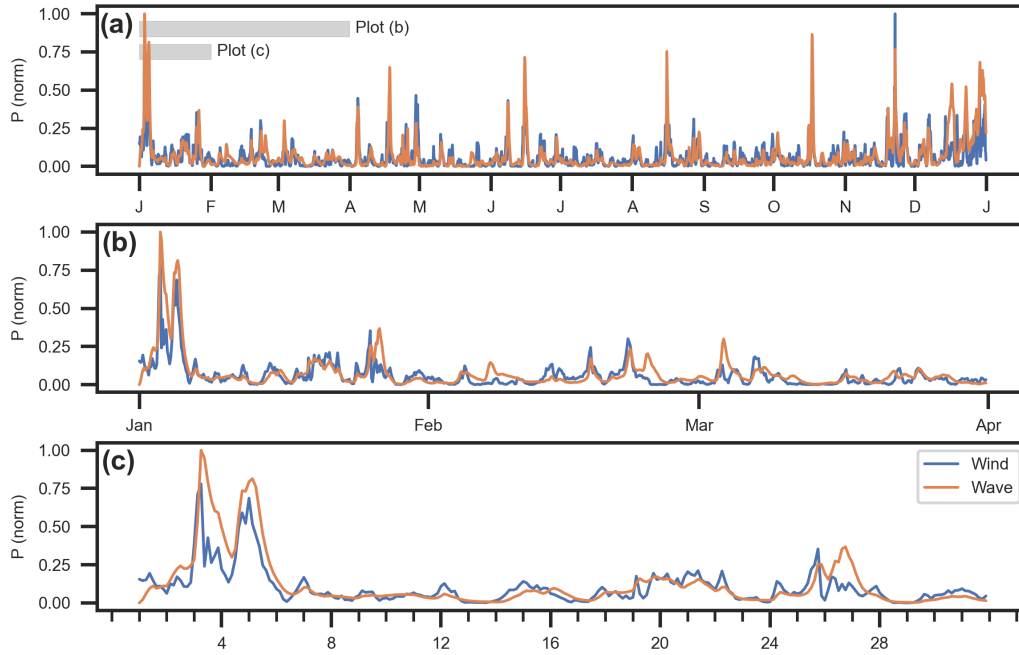 (a)
P (norm)
1.00
0.75
0.50
0.25
0.00
Plot (b)
Plot (c)
J F M A M J J A S O N D J
(b)
P (norm)
1.00
0.75
0.50
0.25
0.00
Jan Feb Mar Apr
(c)
P (norm)
1.00
0.75
0.50
0.25
0.00
Wind
Wave
4 8 12 16 20 24 28